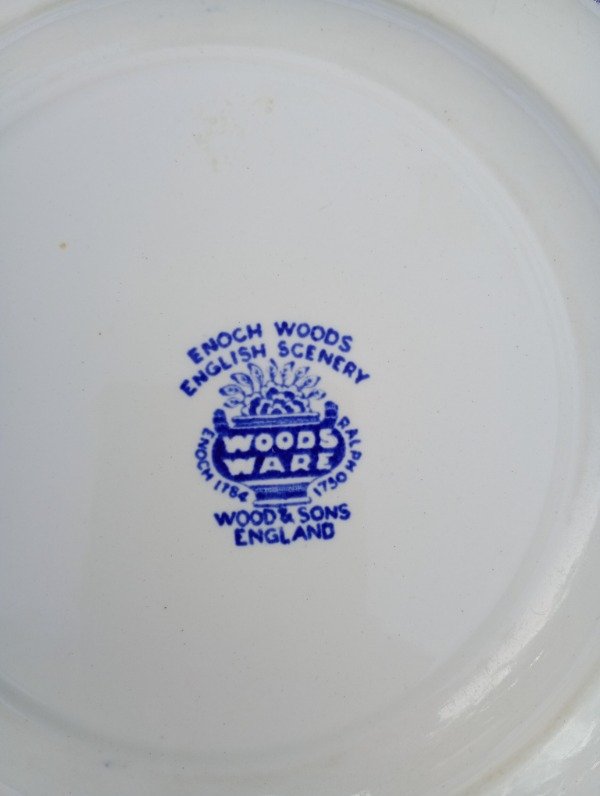 ENOCH WOODS
ENGLISH SCENERY
WOODS
WARE
ENOCH 1784
RALPH 1750
WOOD & SONS
ENGLAND